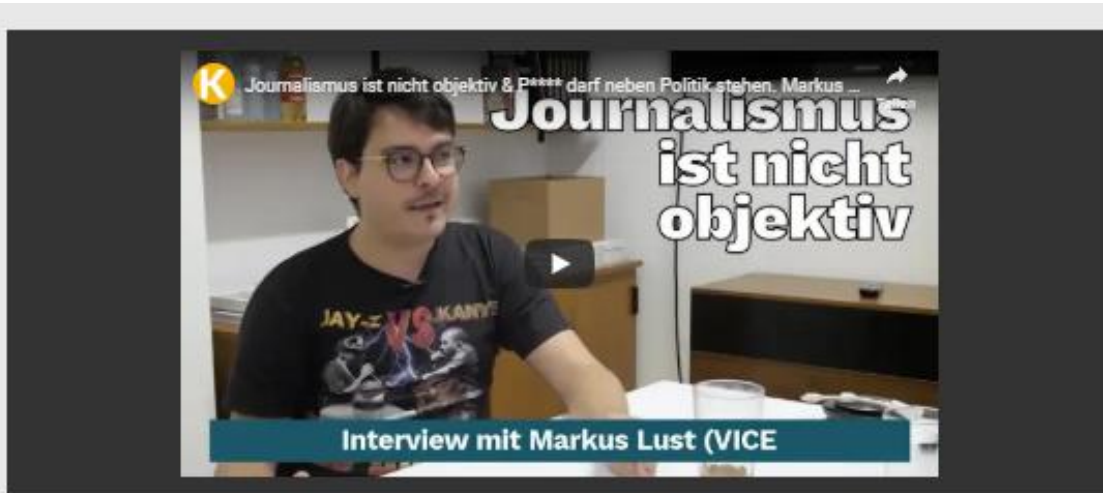 K
Journalismus ist nicht objektiv & P**** darf neben Politik stehen. Markus ...
Teilen
Journalismus
ist nicht
objektiv
JAY-Z VS KANYE
Interview mit Markus Lust (VICE